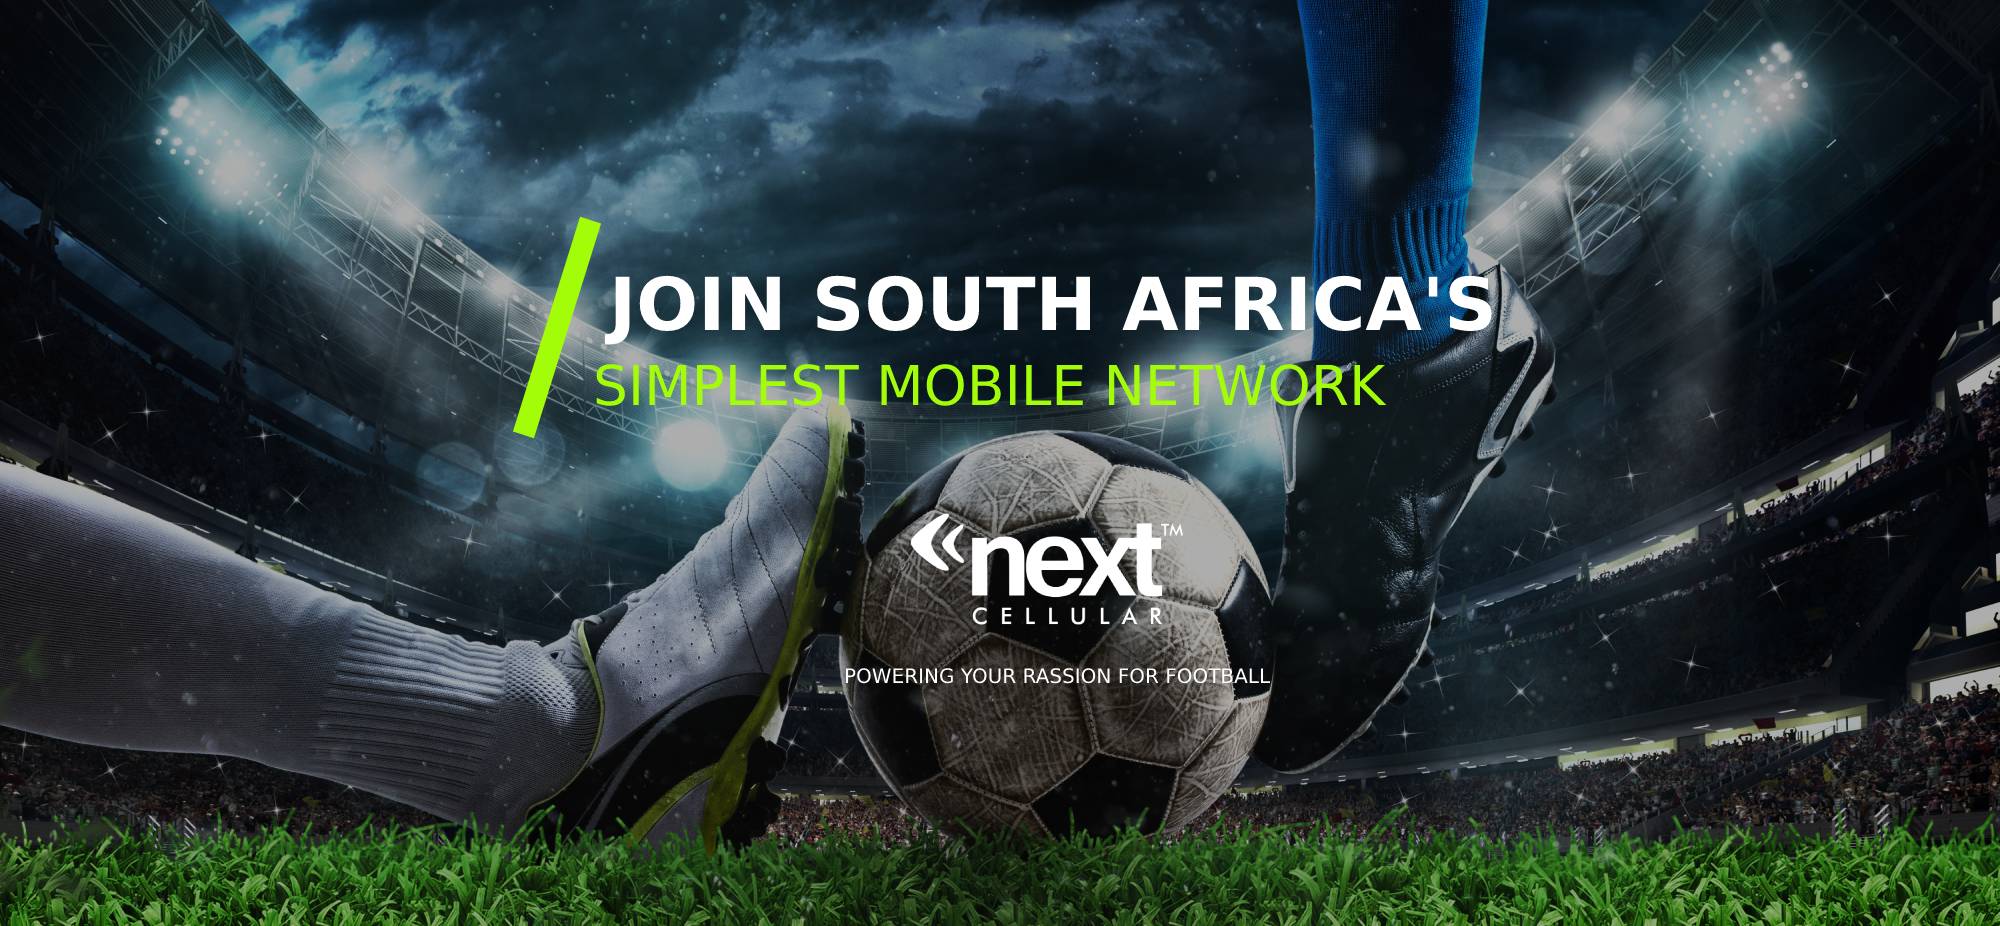 JOIN SOUTH AFRICA'S
SIMPLEST MOBILE NETWORK
next™
CELLULAR
POWERING YOUR RASSION FOR FOOTBALL